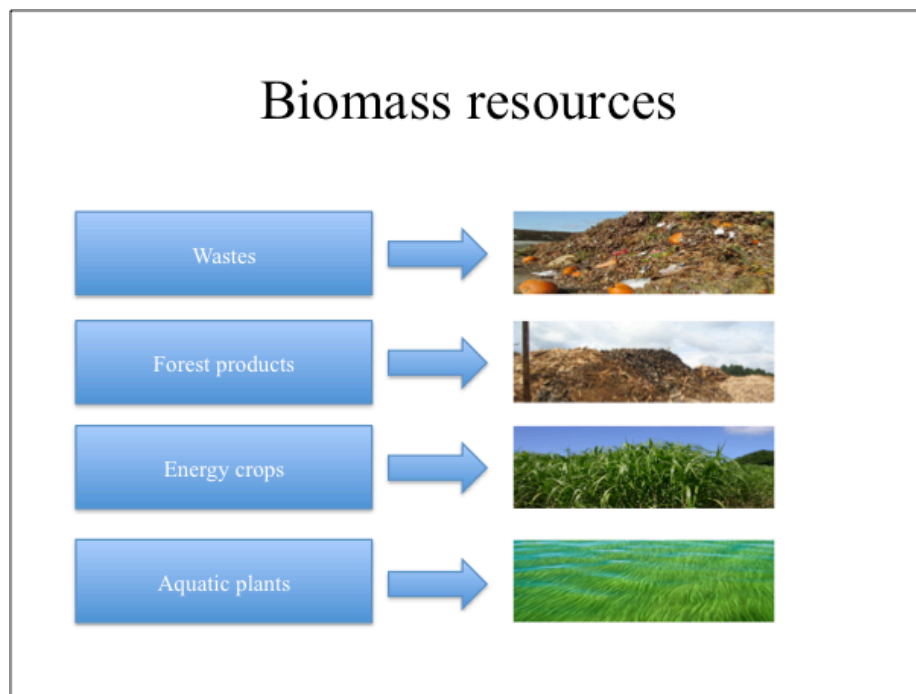 Biomass resources
Wastes
Forest products
Energy crops
Aquatic plants